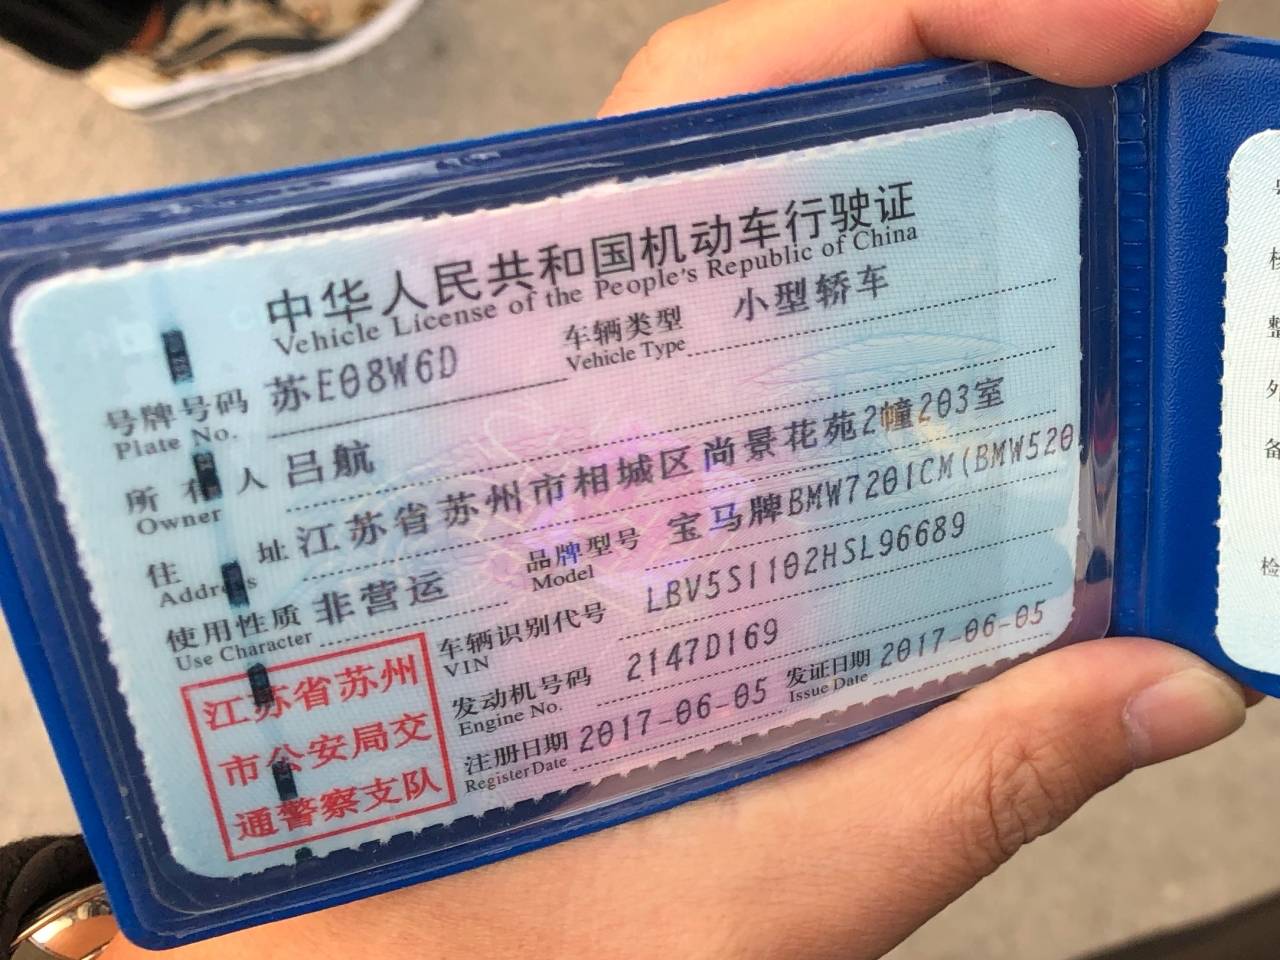 中华人民共和国机动车行驶证
Vehicle License of the People's Republic of China
号牌号码 苏E08W6D 车辆类型 小型轿车
Plate No. Vehicle Type
所有人 吕航
Owner
住址 江苏省苏州市相城区尚景花苑2幢203室
Address
使用性质 非营运 品牌型号 宝马牌BMW7201CM(BMW520
Use Character Model
车辆识别代号 LBV5S1102HSL96689
VIN
发动机号码 2147D169
Engine No.
注册日期 2017-06-05 发证日期 2017-06-05
Register Date Issue Date
江苏省苏州
市公安局交
通警察支队
整
外
备
检